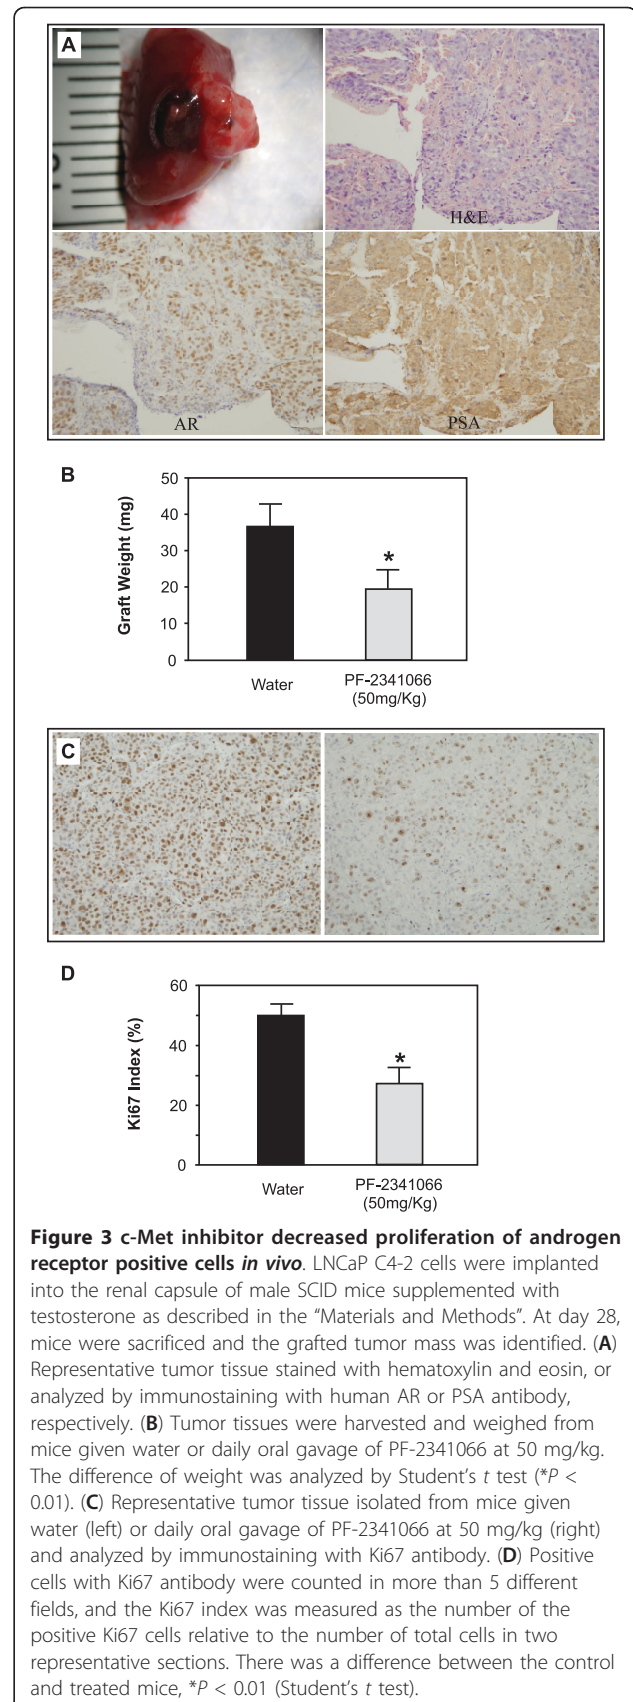 A
H&E
AR
PSA
B
Graft Weight (mg)
50
40
30
20
10
0
*
Water
PF-2341066
(50mg/Kg)
C
D
Ki67 Index (%)
60
40
20
0
*
Water
PF-2341066
(50mg/Kg)
Figure 3 c-Met inhibitor decreased proliferation of androgen
receptor positive cells in vivo. LNCaP C4-2 cells were implanted
into the renal capsule of male SCID mice supplemented with
testosterone as described in the “Materials and Methods”. At day 28,
mice were sacrificed and the grafted tumor mass was identified. (A)
Representative tumor tissue stained with hematoxylin and eosin, or
analyzed by immunostaining with human AR or PSA antibody,
respectively. (B) Tumor tissues were harvested and weighed from
mice given water or daily oral gavage of PF-2341066 at 50 mg/kg.
The difference of weight was analyzed by Student’s t test (*P <
0.01). (C) Representative tumor tissue isolated from mice given
water (left) or daily oral gavage of PF-2341066 at 50 mg/kg (right)
and analyzed by immunostaining with Ki67 antibody. (D) Positive
cells with Ki67 antibody were counted in more than 5 different
fields, and the Ki67 index was measured as the number of the
positive Ki67 cells relative to the number of total cells in two
representative sections. There was a difference between the control
and treated mice, *P < 0.01 (Student’s t test).